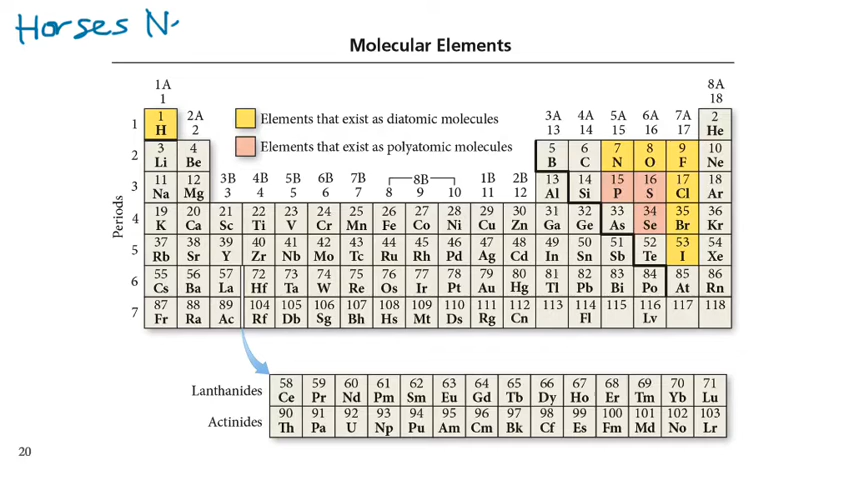 Horses N
Molecular Elements
1A 8A
1 18
1 H 2A Elements that exist as diatomic molecules 3A 4A 5A 6A 7A 2 He
2 Elements that exist as polyatomic molecules 13 14 15 16 17
Periods
1
2 3 Li 4 Be 5 B 6 C 7 N 8 O 9 F 10 Ne
3B 4B 5B 6B 7B 8B 1B 2B
3 4 5 6 7 8 9 10 11 12
3 11 Na 12 Mg 13 Al 14 Si 15 P 16 S 17 Cl 18 Ar
4 19 K 20 Ca 21 Sc 22 Ti 23 V 24 Cr 25 Mn 26 Fe 27 Co 28 Ni 29 Cu 30 Zn 31 Ga 32 Ge 33 As 34 Se 35 Br 36 Kr
5 37 Rb 38 Sr 39 Y 40 Zr 41 Nb 42 Mo 43 Tc 44 Ru 45 Rh 46 Pd 47 Ag 48 Cd 49 In 50 Sn 51 Sb 52 Te 53 I 54 Xe
6 55 Cs 56 Ba 57 La 72 Hf 73 Ta 74 W 75 Re 76 Os 77 Ir 78 Pt 79 Au 80 Hg 81 Tl 82 Pb 83 Bi 84 Po 85 At 86 Rn
7 87 Fr 88 Ra 89 Ac 104 Rf 105 Db 106 Sg 107 Bh 108 Hs 109 Mt 110 Ds 111 Rg 112 Cn 113 114 Fl 115 116 Lv 117 118
Lanthanides 58 Ce 59 Pr 60 Nd 61 Pm 62 Sm 63 Eu 64 Gd 65 Tb 66 Dy 67 Ho 68 Er 69 Tm 70 Yb 71 Lu
Actinides 90 Th 91 Pa 92 U 93 Np 94 Pu 95 Am 96 Cm 97 Bk 98 Cf 99 Es 100 Fm 101 Md 102 No 103 Lr
20